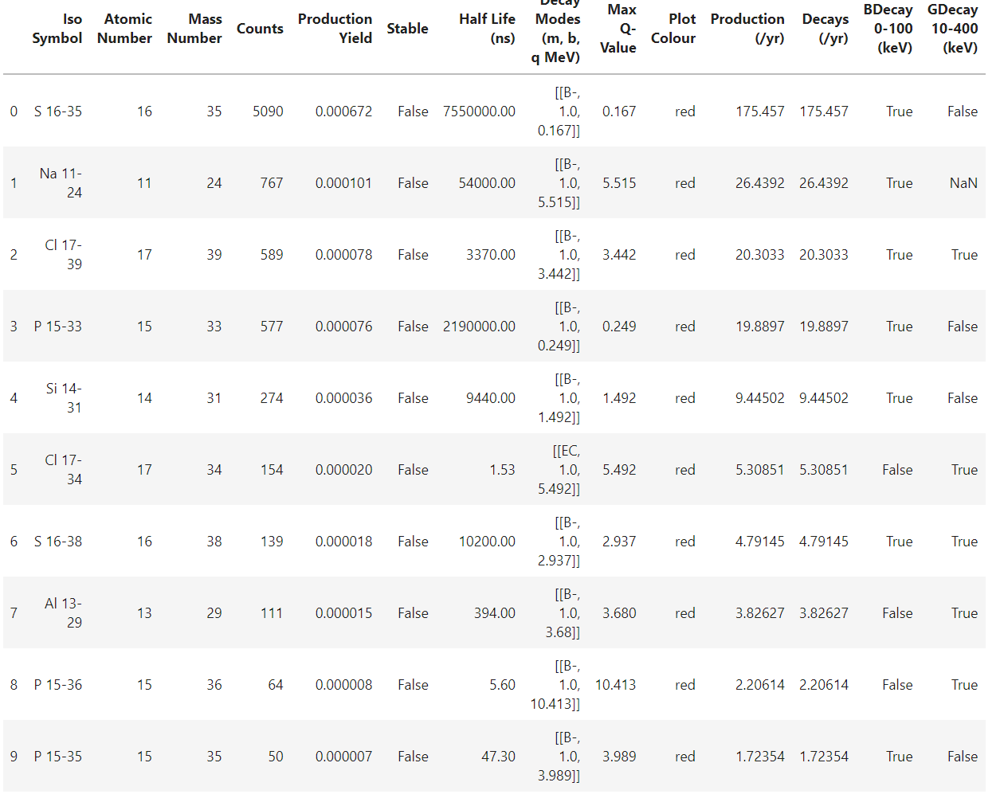 Iso Symbol Atomic Number Mass Number Counts Production Yield Stable Half Life (ns) Decay Modes (m, b, q MeV) Max Q-Value Plot Colour Production (/yr) Decays (/yr) BDecay 0-100 (keV) GDecay 10-400 (keV)
0 S 16-35 16 35 5090 0.000672 False 7550000.00 [[B-, 1.0, 0.167]] 0.167 red 175.457 175.457 True False
1 Na 11-24 11 24 767 0.000101 False 54000.00 [[B-, 1.0, 5.515]] 5.515 red 26.4392 26.4392 True NaN
2 Cl 17-39 17 39 589 0.000078 False 3370.00 [[B-, 1.0, 3.442]] 3.442 red 20.3033 20.3033 True True
3 P 15-33 15 33 577 0.000076 False 2190000.00 [[B-, 1.0, 0.249]] 0.249 red 19.8897 19.8897 True False
4 Si 14-31 14 31 274 0.000036 False 9440.00 [[B-, 1.0, 1.492]] 1.492 red 9.44502 9.44502 True False
5 Cl 17-34 17 34 154 0.000020 False 1.53 [[EC, 1.0, 5.492]] 5.492 red 5.30851 5.30851 False True
6 S 16-38 16 38 139 0.000018 False 10200.00 [[B-, 1.0, 2.937]] 2.937 red 4.79145 4.79145 True True
7 Al 13-29 13 29 111 0.000015 False 394.00 [[B-, 1.0, 3.68]] 3.680 red 3.82627 3.82627 False True
8 P 15-36 15 36 64 0.000008 False 5.60 [[B-, 1.0, 10.413]] 10.413 red 2.20614 2.20614 False True
9 P 15-35 15 35 50 0.000007 False 47.30 [[B-, 1.0, 3.989]] 3.989 red 1.72354 1.72354 True False